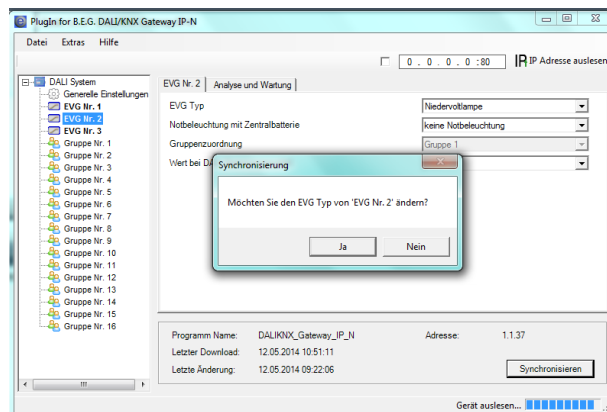 PlugIn for B.E.G. DALI/KNX Gateway IP-N
Datei Extras Hilfe
0 . 0 . 0 . 0 :80 IP IP Adresse auslesen
DALI System
Generelle Einstellungen
EVG Nr. 1
EVG Nr. 2
EVG Nr. 3
Gruppe Nr. 1
Gruppe Nr. 2
Gruppe Nr. 3
Gruppe Nr. 4
Gruppe Nr. 5
Gruppe Nr. 6
Gruppe Nr. 7
Gruppe Nr. 8
Gruppe Nr. 9
Gruppe Nr. 10
Gruppe Nr. 11
Gruppe Nr. 12
Gruppe Nr. 13
Gruppe Nr. 14
Gruppe Nr. 15
Gruppe Nr. 16
EVG Nr. 2 Analyse und Wartung
EVG Typ Niedervoltlampe
Notbeleuchtung mit Zentralbatterie keine Notbeleuchtung
Gruppenzuordnung Gruppe 1
Wert bei
Synchronisierung
Möchten Sie den EVG Typ von 'EVG Nr. 2' ändern?
Ja Nein
Programm Name: DALIKNX_Gateway_IP_N Adresse: 1.1.37
Letzter Download: 12.05.2014 10:51:11
Letzte Änderung: 12.05.2014 09:22:06 Synchronisieren
Gerät auslesen...